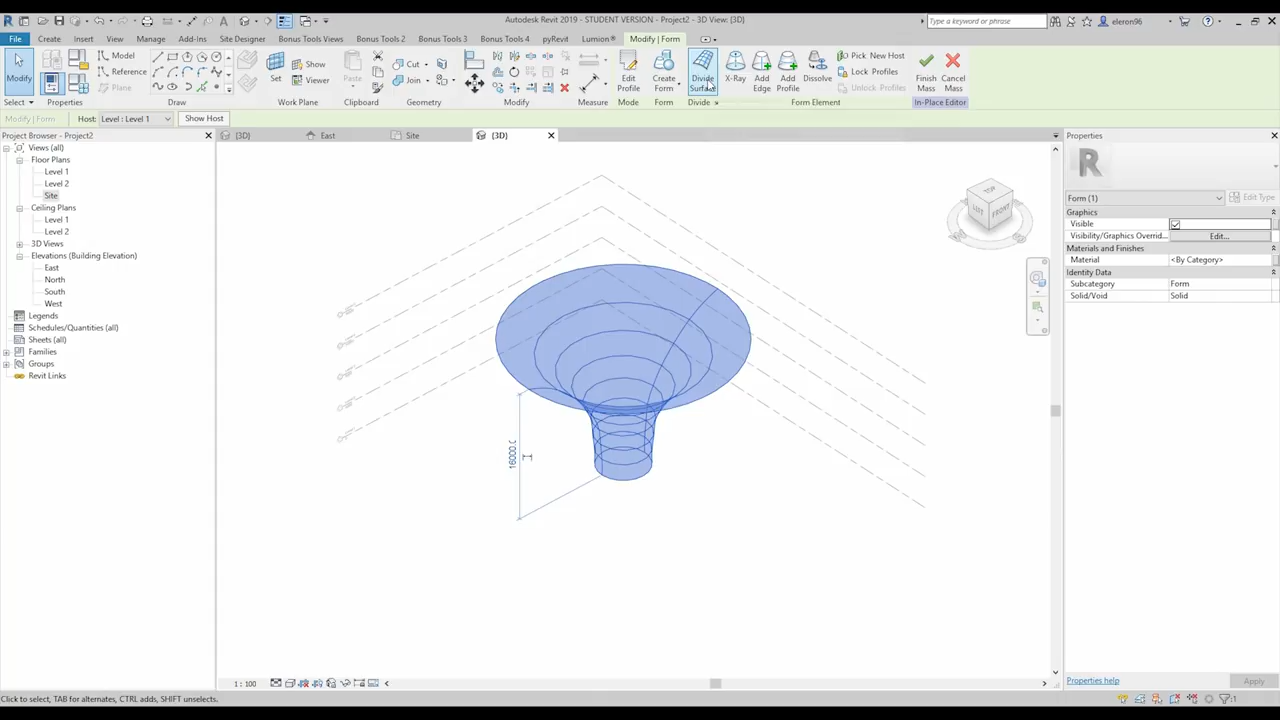 Autodesk Revit 2019 - STUDENT VERSION - Project2 - 3D View: {3D}
Type a keyword or phrase
eleron96
Create
Insert
View
Manage
Add-Ins
Site Designer
Bonus Tools Views
Bonus Tools 2
Bonus Tools 3
Bonus Tools 4
pyRevit
Lumion®
Modify | Form
Modify
Select
Properties
Model
Reference
Plane
Draw
Set
Show
Viewer
Work Plane
Paste
Clipboard
Cut
Join
Geometry
Modify
Measure
Edit
Profile
Mode
Create
Form
Form
Divide
Surface
Divide
X-Ray
Add
Edge
Add
Profile
Dissolve
Pick New Host
Lock Profiles
Unlock Profiles
Form Element
Finish
Mass
Cancel
Mass
In-Place Editor
Modify | Form
Host:
Level : Level 1
Show Host
Project Browser - Project2
Views (all)
Floor Plans
Level 1
Level 2
Site
Ceiling Plans
Level 1
Level 2
3D Views
Elevations (Building Elevation)
East
North
South
West
Legends
Schedules/Quantities (all)
Sheets (all)
Families
Groups
Revit Links
{3D}
East
Site
{3D}
TOP
LEFT
FRONT
16000.0
1 : 100
Properties
R
Form (1)
Edit Type
Graphics
Visible
Visibility/Graphics Overrid...
Edit...
Materials and Finishes
Material
<By Category>
Identity Data
Subcategory
Form
Solid/Void
Solid
Properties help
Apply
Click to select, TAB for alternates, CTRL adds, SHIFT unselects.
:1